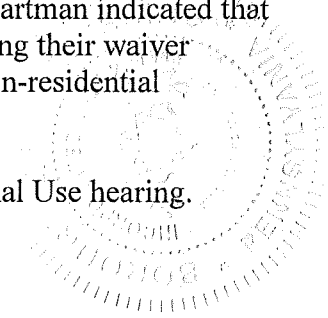 artman indicated that
ng their waiver
n-residential
al Use hearing.